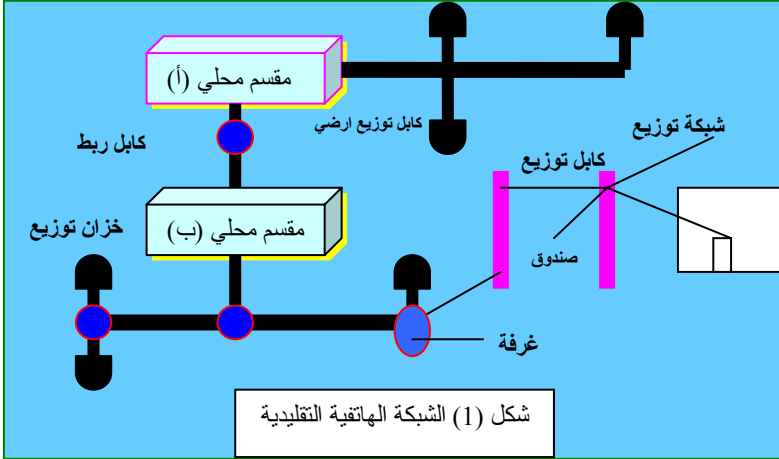 مقسم محلي (أ)
كابل توزيع ارضي
شبكة توزيع
كابل ربط
كابل توزيع
مقسم محلي (ب)
خزان توزيع
صندوق
غرفة
شكل (1) الشبكة الهاتفية التقليدية